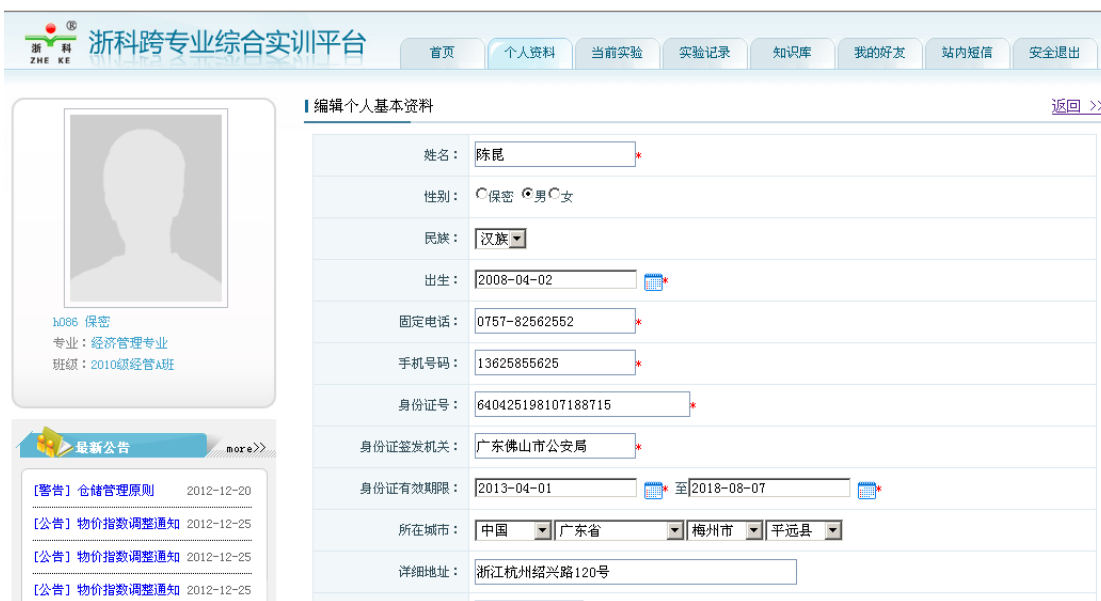 ®
浙 科
ZHE KE
浙科跨专业综合实训平台
首页 个人资料 当前实验 实验记录 知识库 我的好友 站内短信 安全退出
h086 保密
专业：经济管理专业
班级：2010级经管A班
最新公告 more>>
[警告] 仓储管理原则 2012-12-20
[公告] 物价指数调整通知 2012-12-25
[公告] 物价指数调整通知 2012-12-25
[公告] 物价指数调整通知 2012-12-25
编辑个人基本资料 返回 >>
姓名： 陈昆 *
性别： 保密 男 女
民族： 汉族
出生： 2008-04-02 *
固定电话： 0757-82562552 *
手机号码： 13625855625 *
身份证号： 640425198107188715 *
身份证签发机关： 广东佛山市公安局 *
身份证有效期限： 2013-04-01 * 至 2018-08-07 *
所在城市： 中国 广东省 梅州市 平远县
详细地址： 浙江杭州绍兴路120号